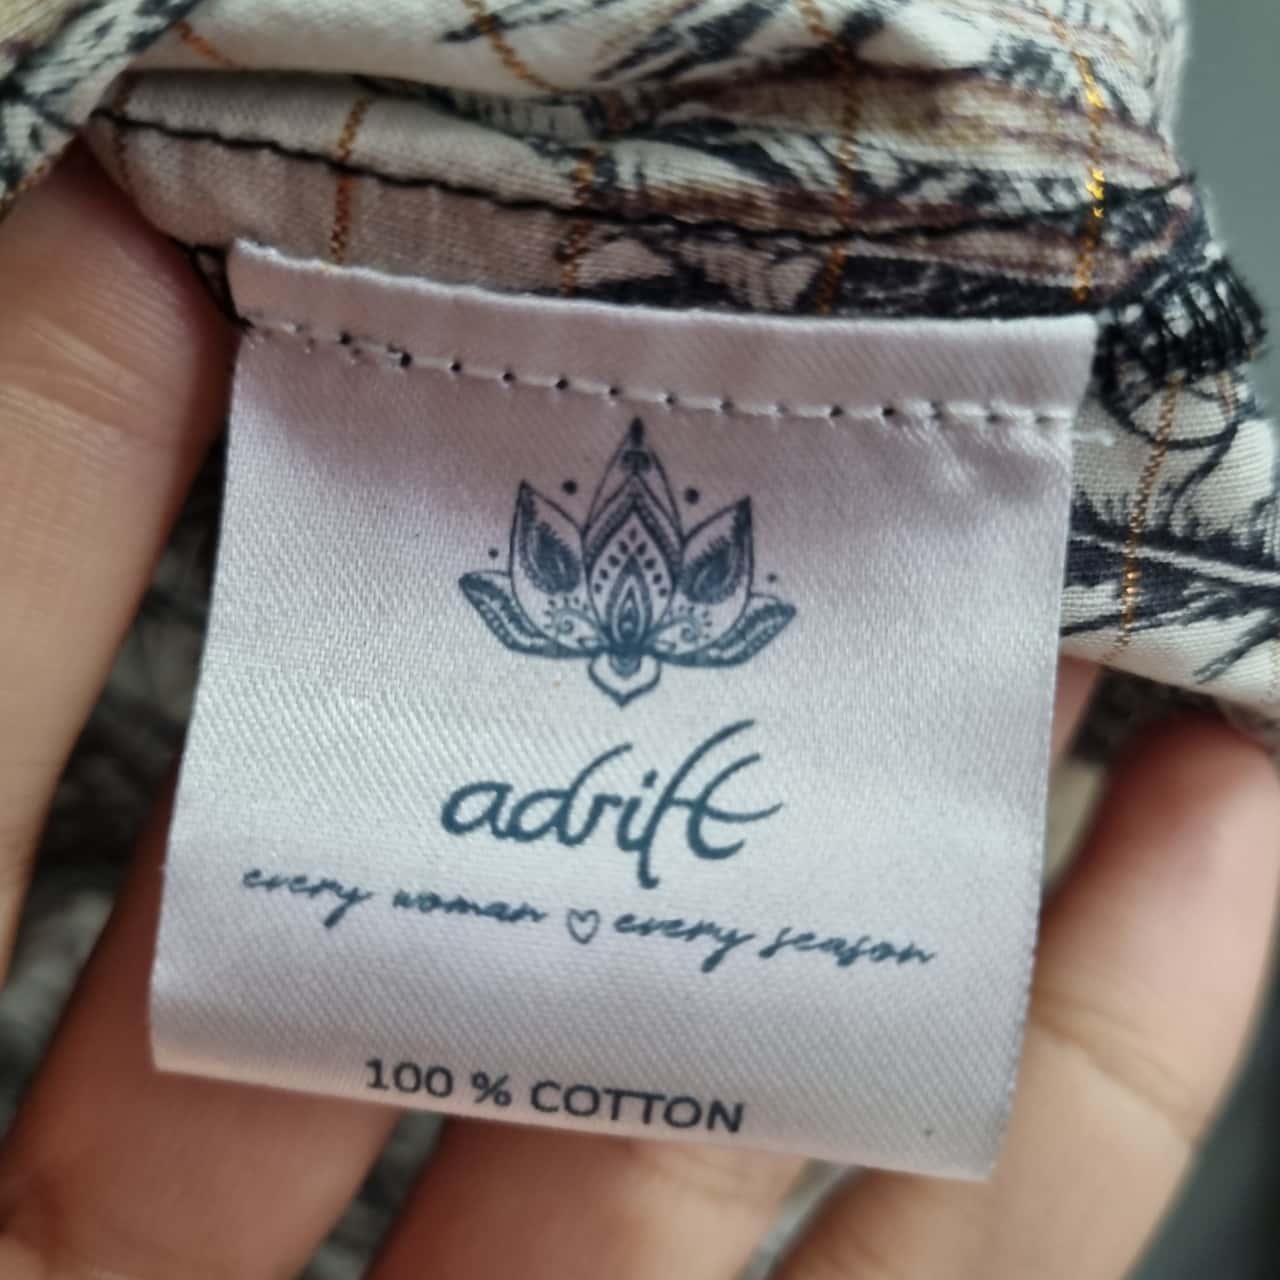 adrift
every woman ♡ every season
100 % COTTON